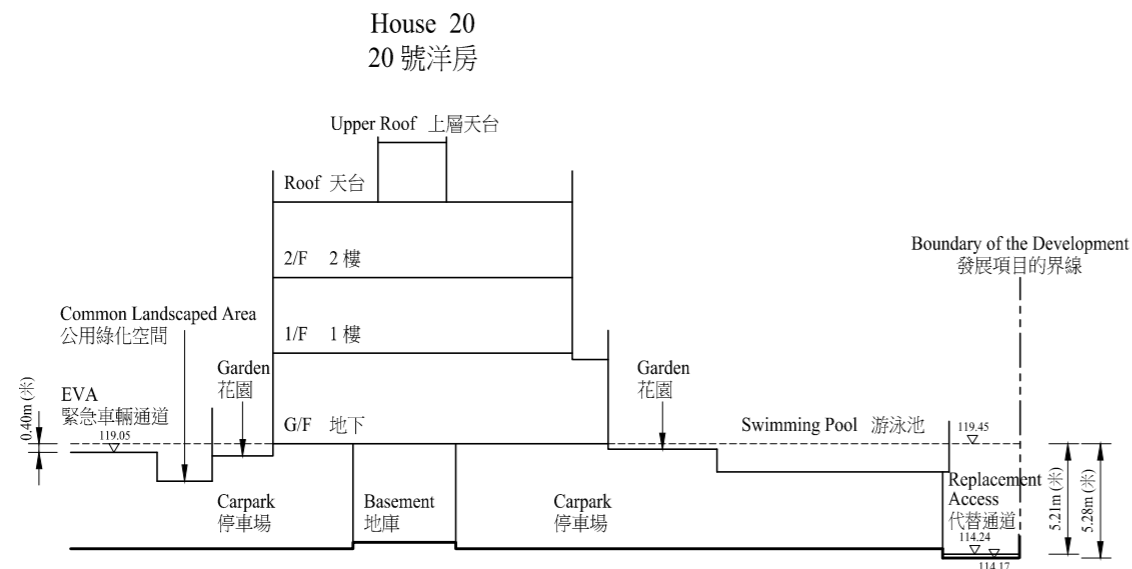 House 20
20 號洋房
Upper Roof 上層天台
Roof 天台
2/F 2 樓
Boundary of the Development
發展項目的界線
Common Landscaped Area
公用綠化空間
1/F 1 樓
Garden
花園
Garden
花園
0.40m (米)
EVA
緊急車輛通道
119.05
G/F 地下
Swimming Pool 游泳池
119.45
Carpark
停車場
Basement
地庫
Carpark
停車場
Replacement
Access
代替通道
114.24
114.17
5.21m (米)
5.28m (米)